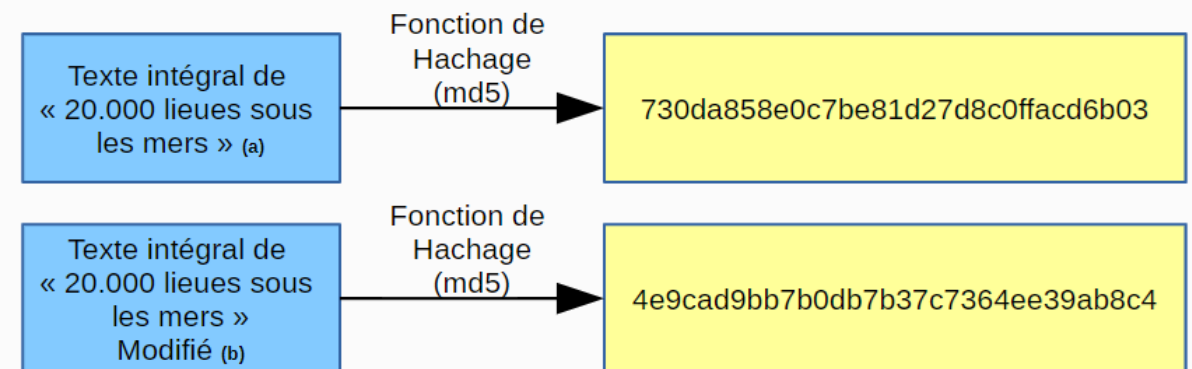 Fonction de
Hachage
(md5)
Texte intégral de
« 20.000 lieues sous
les mers » (a)
730da858e0c7be81d27d8c0ffacd6b03
Fonction de
Hachage
(md5)
Texte intégral de
« 20.000 lieues sous
les mers »
Modifié (b)
4e9cad9bb7b0db7b37c7364ee39ab8c4